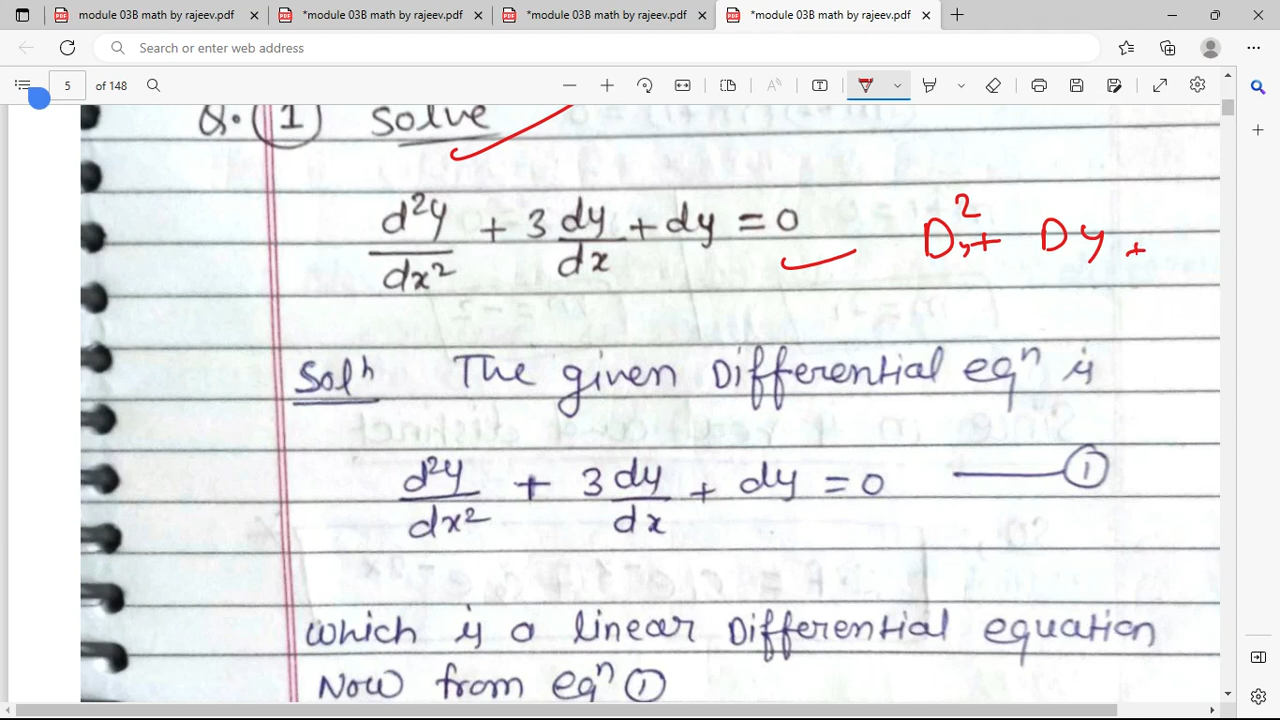 module 03B math by rajeev.pdf
*module 03B math by rajeev.pdf
*module 03B math by rajeev.pdf
*module 03B math by rajeev.pdf
Search or enter web address
5 of 148
Q.(1) Solve
d²y/dx² + 3 dy/dx + dy = 0
D²y + Dy +
Solⁿ The given Differential eqⁿ is
d²y/dx² + 3 dy/dx + dy = 0 —— ①
which is a linear Differential equation
Now from eqⁿ ①